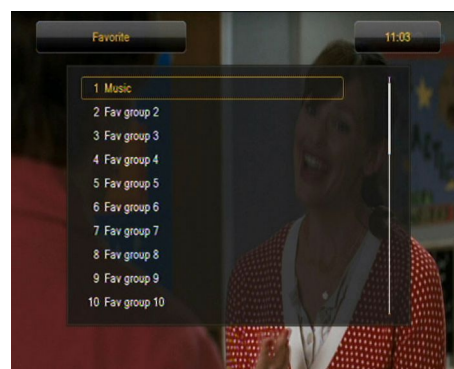 Favorite
11:03
1 Music
2 Fav group 2
3 Fav group 3
4 Fav group 4
5 Fav group 5
6 Fav group 6
7 Fav group 7
8 Fav group 8
9 Fav group 9
10 Fav group 10